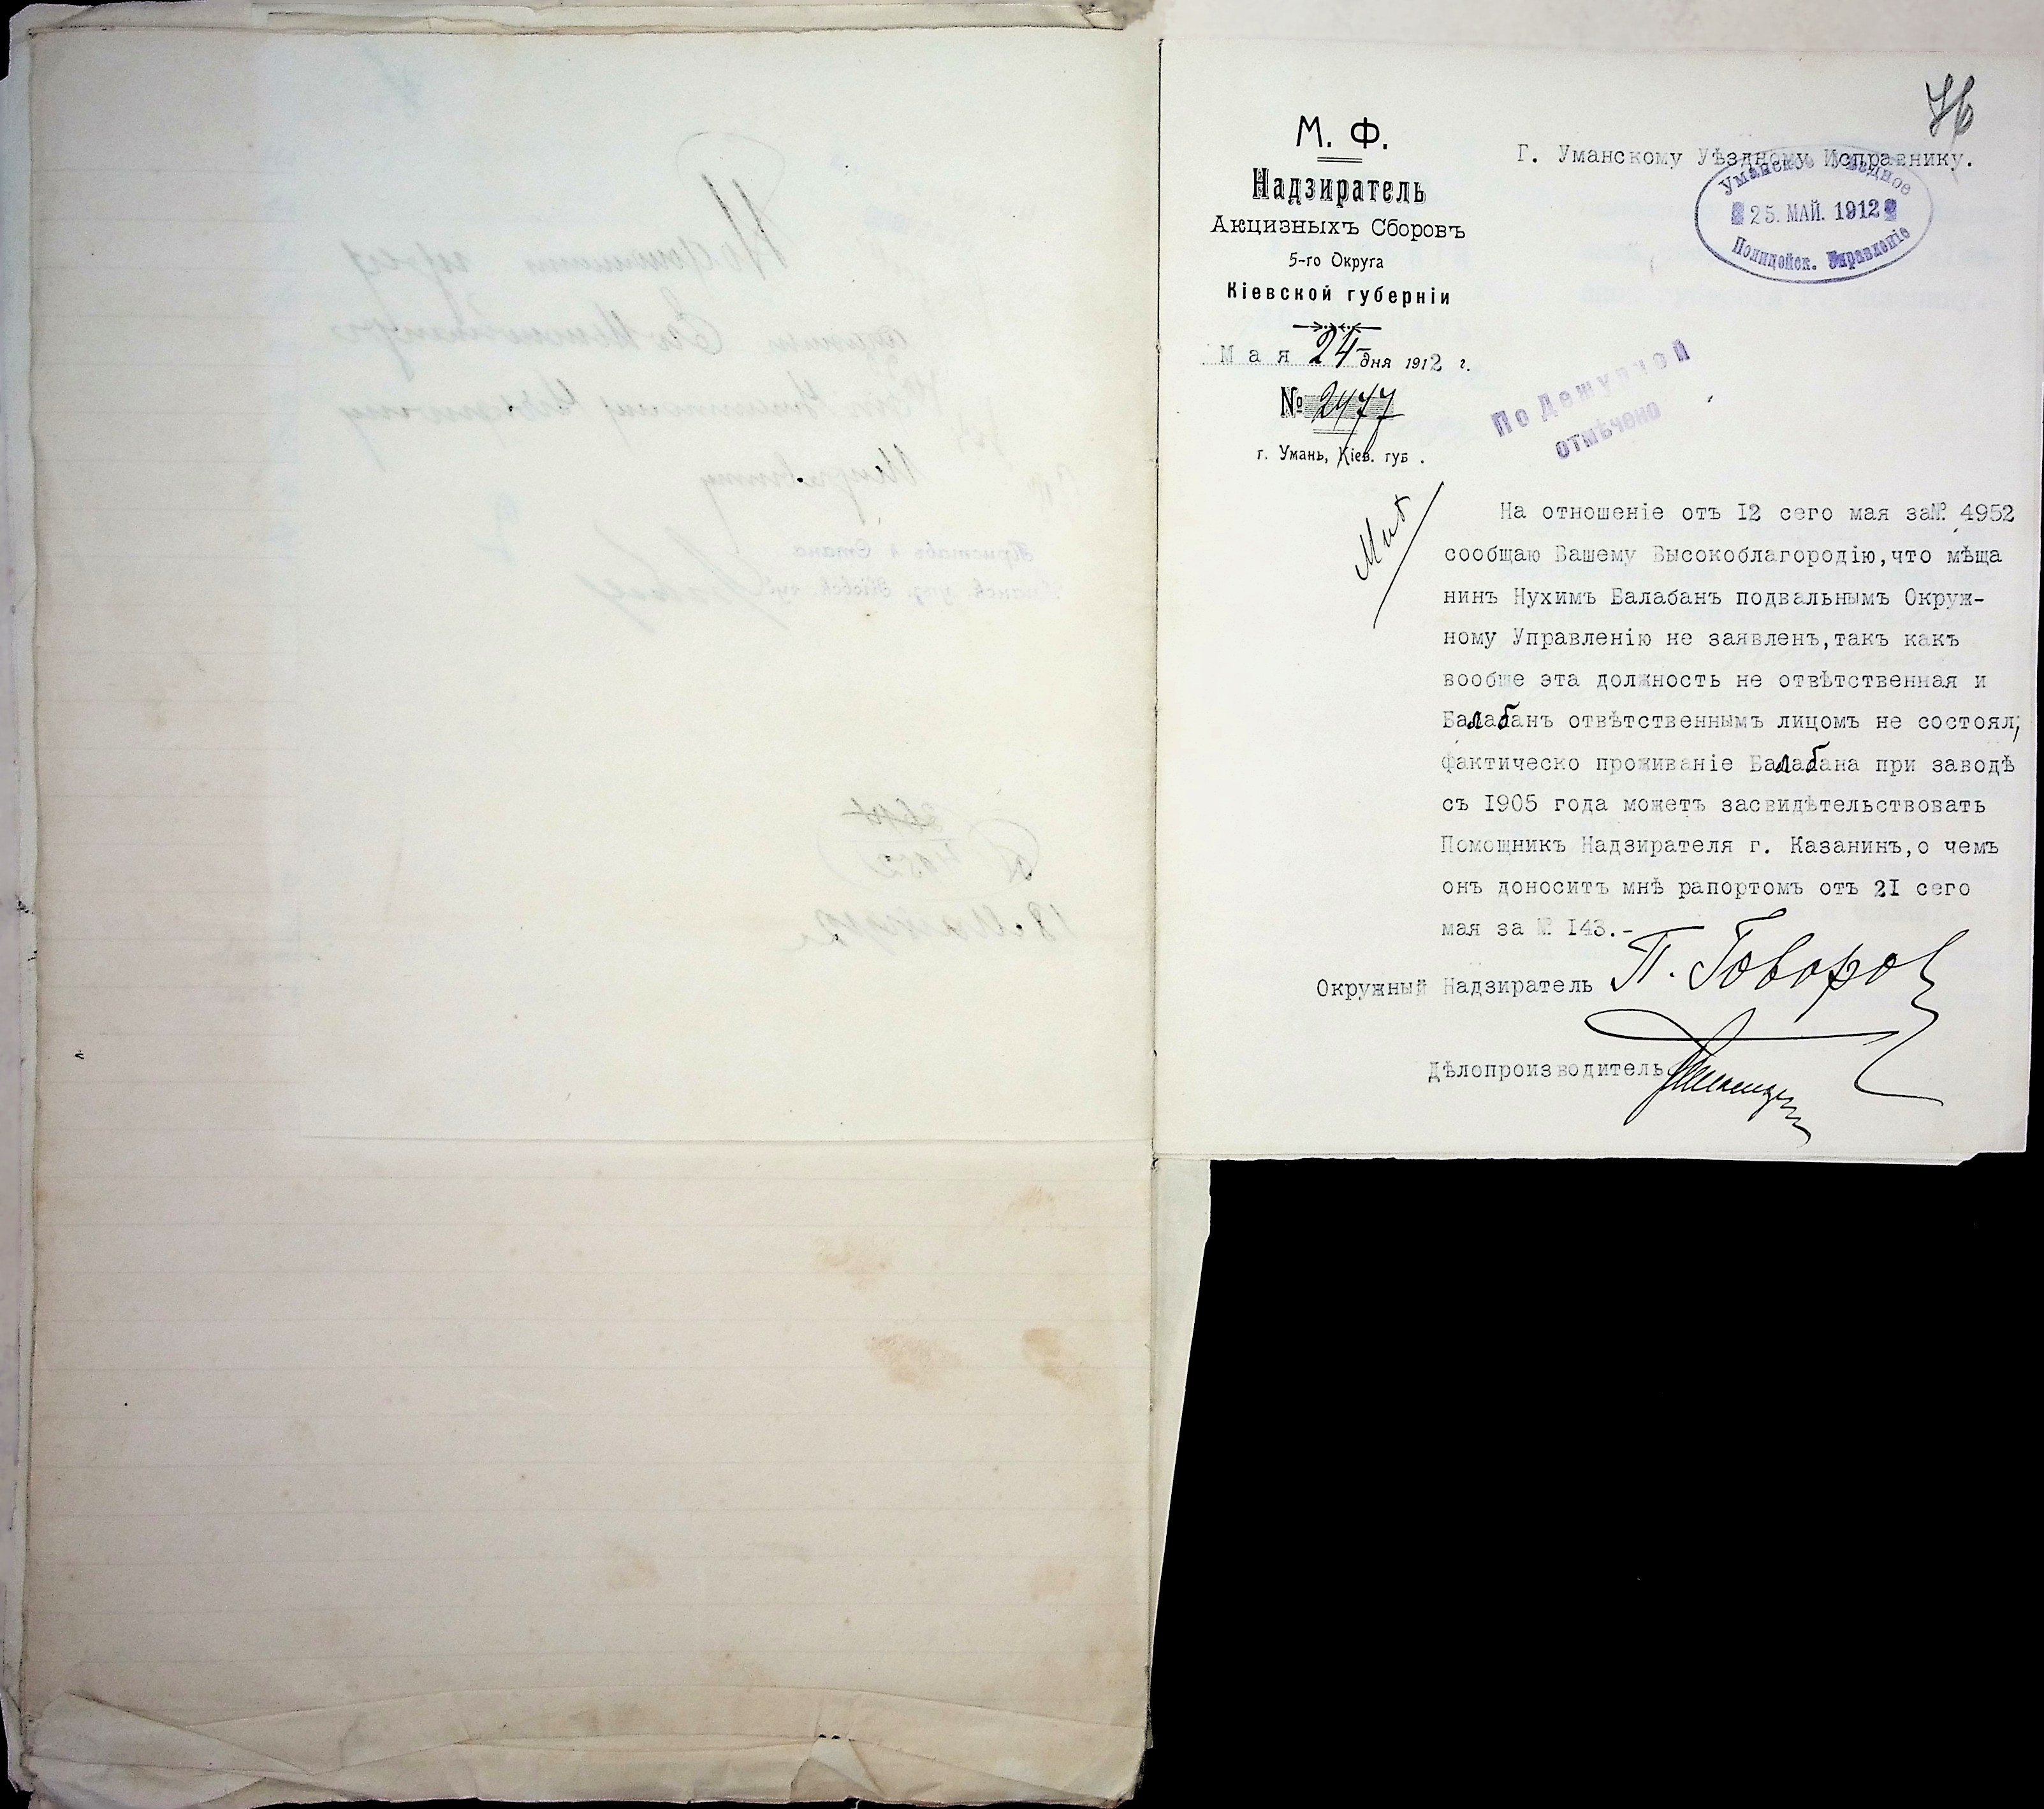 76
М. Ф.
Надзиратель
Акцизныхъ Сборовъ
5-го Округа
Кіевской губерніи
Мая 24 дня 1912 г.
№ 2477
г. Умань, Кіев. губ.
Г. Уманскому Уѣздному Исправнику.
Уманское Уѣздное
25. МАЙ. 1912
Полицейск. Управленіе
По Дежурной
отмѣчено
На отношеніе отъ 12 сего мая за № 4952
сообщаю Вашему Высокоблагородію, что мѣща
нинъ Нухимъ Балабанъ подвальнымъ Окруж-
ному Управленію не заявленъ, такъ какъ
вообще эта должность не отвѣтственная и
Балабанъ отвѣтственнымъ лицомъ не состоял;
фактическо проживаніе Балабана при заводѣ
съ 1905 года можетъ засвидѣтельствовать
Помощникъ Надзирателя г. Казанинъ, о чемъ
онъ доноситъ мнѣ рапортомъ отъ 21 сего
мая за № 143.-
Окружный Надзиратель П. Говоров
Дѣлопроизводитель